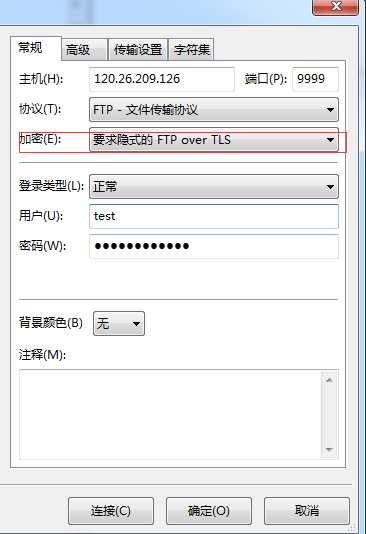 常规 高级 传输设置 字符集
主机(H): 120.26.209.126 端口(P): 9999
协议(T): FTP - 文件传输协议
加密(E): 要求隐式的 FTP over TLS
登录类型(L): 正常
用户(U): test
密码(W): ●●●●●●●●●●●●
背景颜色(B) 无
注释(M):
连接(C) 确定(O) 取消